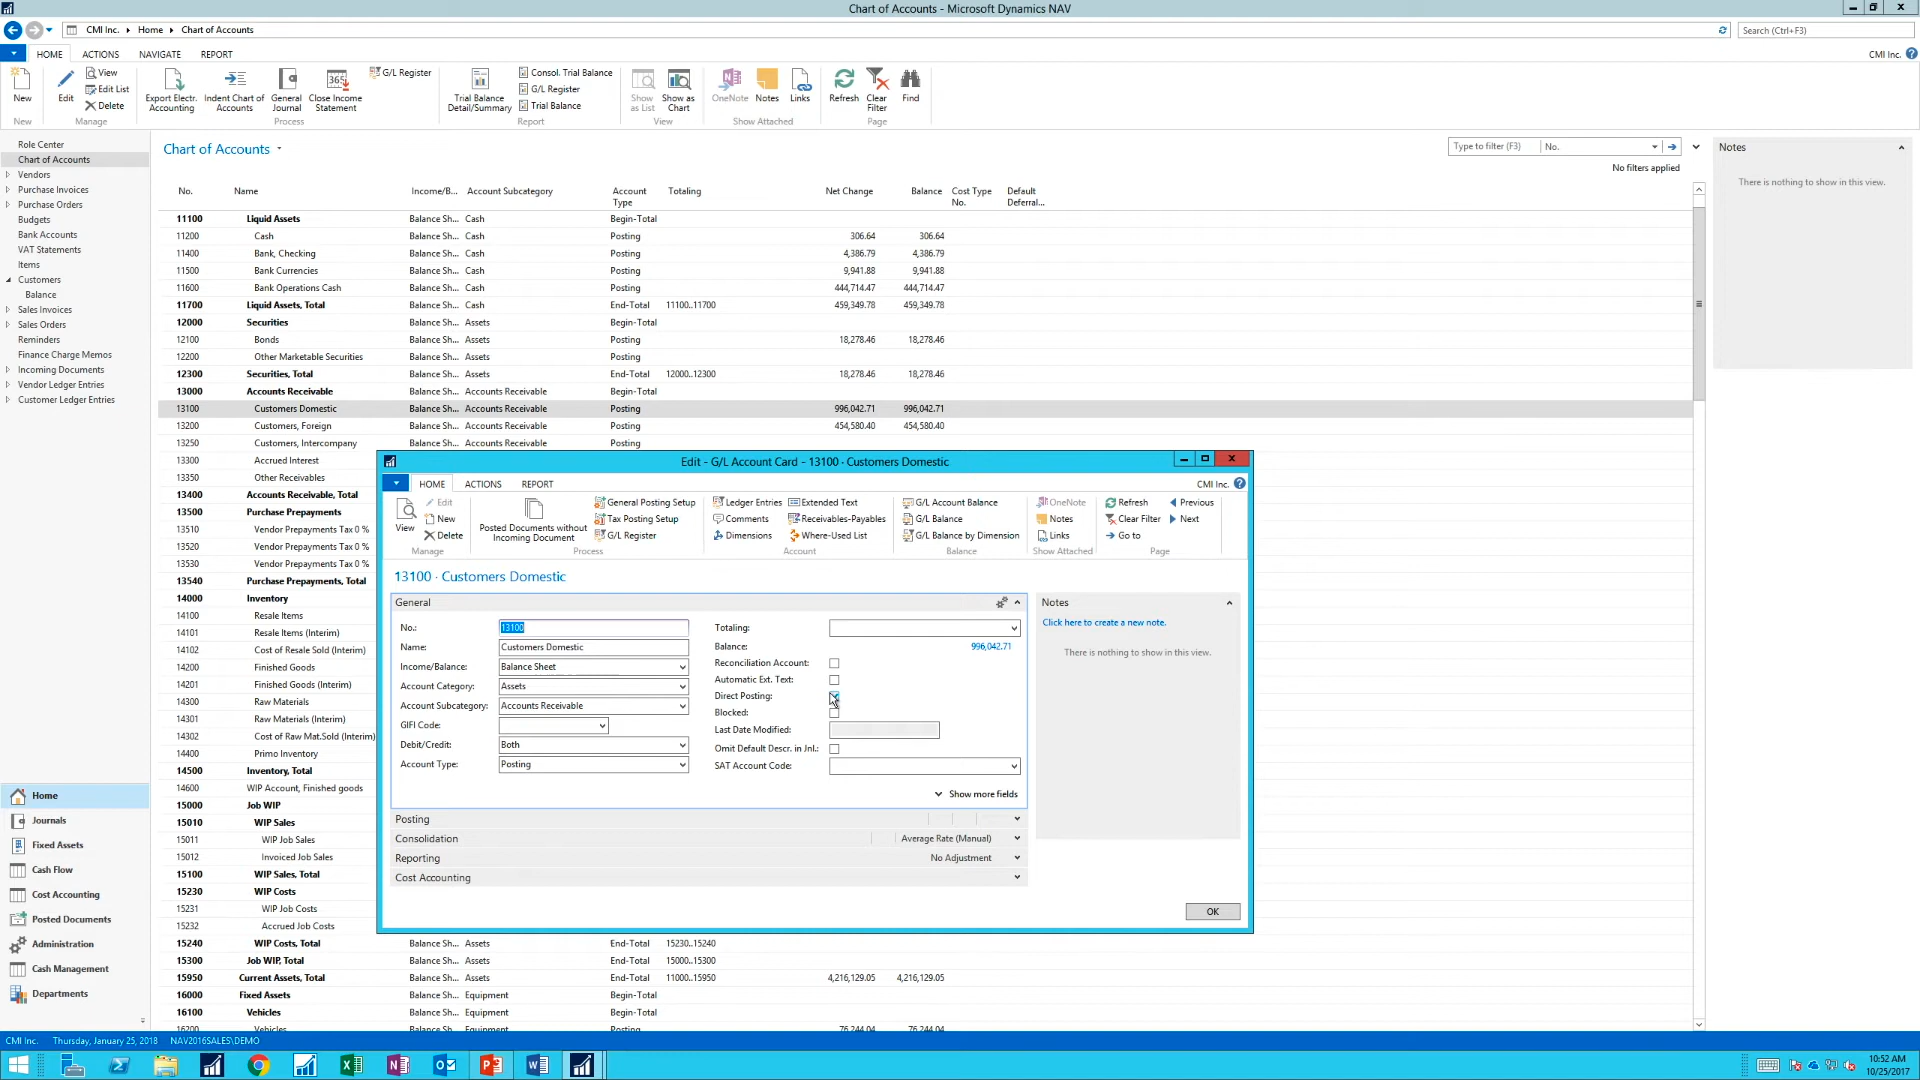 Chart of Accounts - Microsoft Dynamics NAV
CMI Inc. Home Chart of Accounts
Search (Ctrl+F3)
HOME ACTIONS NAVIGATE REPORT
CMI Inc.
New
Edit
View
Edit List
Delete
Export Electr. Accounting
Indent Chart of Accounts
General Journal
Close Income Statement
G/L Register
Trial Balance Detail/Summary
Consol. Trial Balance
G/L Register
Trial Balance
Show as List
Show as Chart
OneNote
Notes
Links
Refresh
Clear Filter
Find
New Manage Process Report View Show Attached Page
Role Center
Chart of Accounts
Vendors
Purchase Invoices
Purchase Orders
Budgets
Bank Accounts
VAT Statements
Items
Customers
Balance
Sales Invoices
Sales Orders
Reminders
Finance Charge Memos
Incoming Documents
Vendor Ledger Entries
Customer Ledger Entries
Home
Journals
Fixed Assets
Cash Flow
Cash Accounting
Posted Documents
Administration
Cash Management
Departments
Chart of Accounts
Type to filter (F3) No.
No filters applied
No. Name Income/B... Account Subcategory Account Type Totaling Net Change Balance Cost Type No. Default Deferral...
11100 Liquid Assets Balance Sh... Cash Begin-Total
11200 Cash Balance Sh... Cash Posting 306.64 306.64
11400 Bank, Checking Balance Sh... Cash Posting 4,386.79 4,386.79
11500 Bank Currencies Balance Sh... Cash Posting 9,941.88 9,941.88
11600 Bank Operations Cash Balance Sh... Cash Posting 444,714.47 444,714.47
11700 Liquid Assets, Total Balance Sh... Cash End-Total 11100..11700 459,349.78 459,349.78
12000 Securities Balance Sh... Assets Begin-Total
12100 Bonds Balance Sh... Assets Posting 18,278.46 18,278.46
12200 Other Marketable Securities Balance Sh... Assets Posting
12300 Securities, Total Balance Sh... Assets End-Total 12000..12300 18,278.46 18,278.46
13000 Accounts Receivable Balance Sh... Accounts Receivable Begin-Total
13100 Customers Domestic Balance Sh... Accounts Receivable Posting 996,042.71 996,042.71
13200 Customers, Foreign Balance Sh... Accounts Receivable Posting 454,580.40 454,580.40
13250 Customers, Intercompany Balance Sh... Accounts Receivable Posting
13300 Accrued Interest
13350 Other Receivables
13400 Accounts Receivable, Total
13500 Purchase Prepayments
13510 Vendor Prepayments Tax 0 %
13520 Vendor Prepayments Tax 0 %
13530 Vendor Prepayments Tax 0 %
13540 Purchase Prepayments, Total
14000 Inventory
14100 Resale Items
14101 Resale Items (Interim)
14102 Cost of Resale Sold (Interim)
14200 Finished Goods
14201 Finished Goods (Interim)
14300 Raw Materials
14301 Raw Materials (Interim)
14302 Cost of Raw Mat.Sold (Interim)
14400 Primo Inventory
14500 Inventory, Total
14600 WIP Account, Finished goods
15000 Job WIP
15010 WIP Sales
15011 WIP Job Sales
15012 Invoiced Job Sales
15100 WIP Sales, Total
15230 WIP Costs
15231 WIP Job Costs
15232 Accrued Job Costs
15240 WIP Costs, Total Balance Sh... Assets End-Total 15230..15240
15300 Job WIP, Total Balance Sh... Assets End-Total 15000..15300
15950 Current Assets, Total Balance Sh... Assets End-Total 11000..15950 4,216,129.05 4,216,129.05
16000 Fixed Assets Balance Sh... Equipment Begin-Total
16100 Vehicles Balance Sh... Equipment Begin-Total
16200 Vehicles Balance Sh... Equipment Posting 76,244.04 76,244.04
Notes
There is nothing to show in this view.
Edit - G/L Account Card - 13100 · Customers Domestic
HOME ACTIONS REPORT
CMI Inc.
View
Edit
New
Delete
Posted Documents without Incoming Document
General Posting Setup
Tax Posting Setup
G/L Register
Ledger Entries
Comments
Dimensions
Extended Text
Receivables-Payables
Where-Used List
G/L Account Balance
G/L Balance
G/L Balance by Dimension
OneNote
Notes
Links
Refresh
Clear Filter
Go to
Previous
Next
Manage Process Account Balance Show Attached Page
13100 · Customers Domestic
General
No.: 13100
Name: Customers Domestic
Income/Balance: Balance Sheet
Account Category: Assets
Account Subcategory: Accounts Receivable
GIFI Code:
Debit/Credit: Both
Account Type: Posting
Totaling:
Balance: 996,042.71
Reconciliation Account:
Automatic Ext. Text:
Direct Posting:
Blocked:
Last Date Modified:
Omit Default Descr. in Jnl.:
SAT Account Code:
Show more fields
Posting
Consolidation Average Rate (Manual)
Reporting No Adjustment
Cost Accounting
Notes
Click here to create a new note.
There is nothing to show in this view.
OK
CMI Inc. Thursday, January 25, 2018 NAV2016SALES\DEMO
10:52 AM
10/25/2017